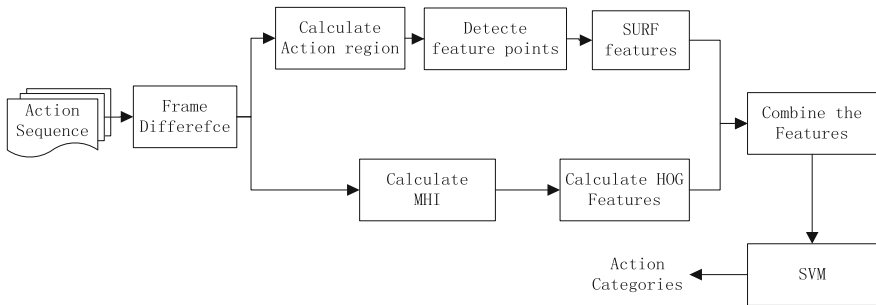 Calculate
Action region
Detecte
feature points
SURF
features
Action
Sequence
Frame
Differefce
Combine the
Features
Calculate
MHI
Calculate HOG
Features
Action
Categories
SVM